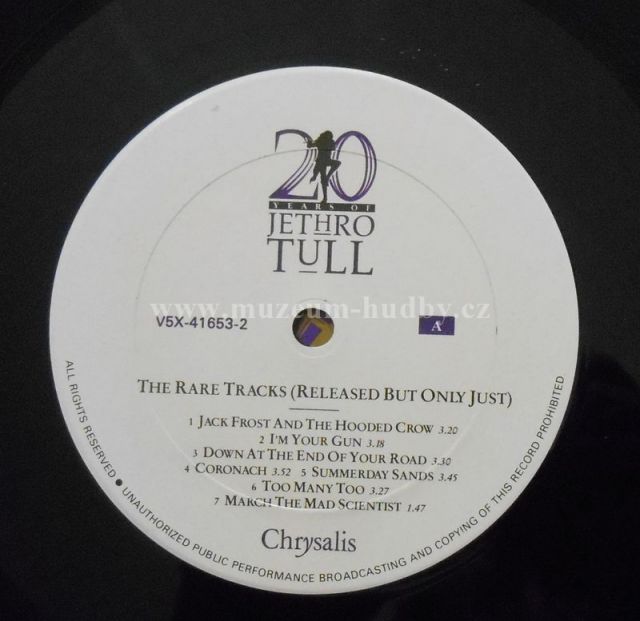 20
YEARS OF
JETHRO
TULL
www.muzeum-hudby.cz
V5X-41653-2
A
THE RARE TRACKS (RELEASED BUT ONLY JUST)
1 JACK FROST AND THE HOODED CROW 3.20
2 I'M YOUR GUN 3.18
3 DOWN AT THE END OF YOUR ROAD 3.30
4 CORONACH 3.52 5 SUMMERDAY SANDS 3.45
6 TOO MANY TOO 3.27
7 MARCH THE MAD SCIENTIST 1.47
Chrysalis
ALL RIGHTS RESERVED ● UNAUTHORIZED PUBLIC PERFORMANCE BROADCASTING AND COPYING OF THIS RECORD PROHIBITED